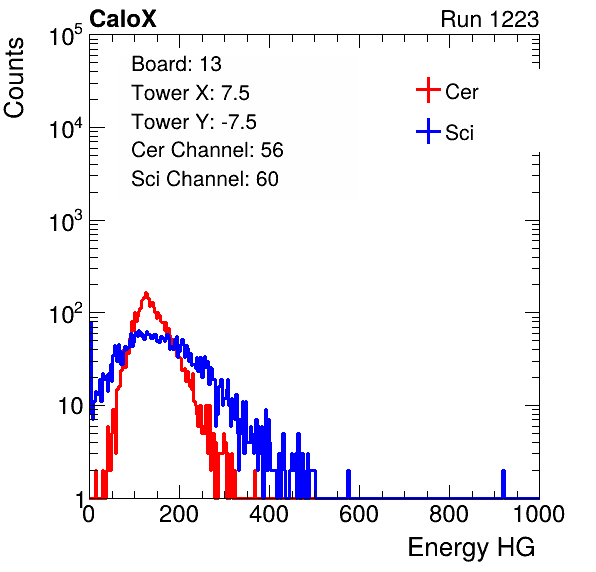 CaloX Run 1223
Counts
10^5
10^4
10^3
10^2
10
1
Board: 13
Tower X: 7.5
Tower Y: -7.5
Cer Channel: 56
Sci Channel: 60
Cer
Sci
0 200 400 600 800 1000
Energy HG